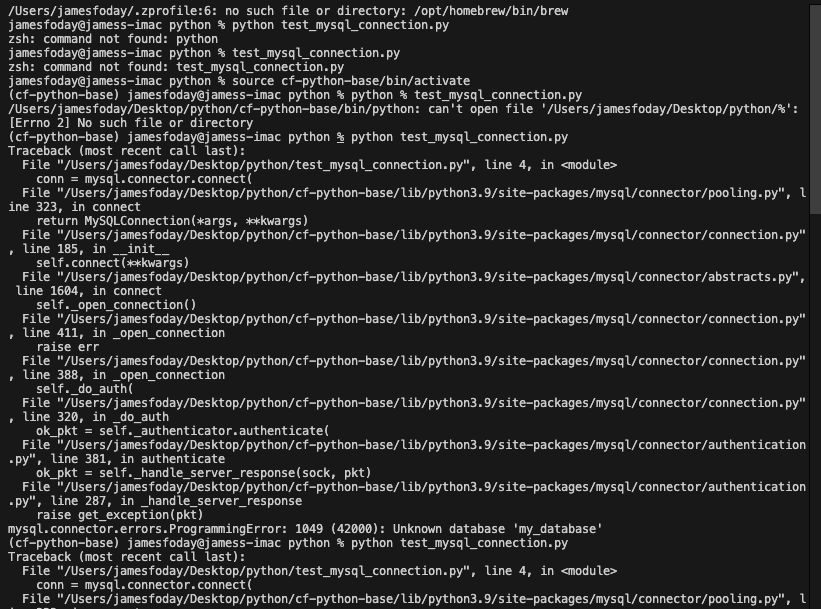 /Users/jamesfoday/.zprofile:6: no such file or directory: /opt/homebrew/bin/brew
jamesfoday@jamess-imac python % python test_mysql_connection.py
zsh: command not found: python
jamesfoday@jamess-imac python % test_mysql_connection.py
zsh: command not found: test_mysql_connection.py
jamesfoday@jamess-imac python % source cf-python-base/bin/activate
(cf-python-base) jamesfoday@jamess-imac python % python % test_mysql_connection.py
/Users/jamesfoday/Desktop/python/cf-python-base/bin/python: can't open file '/Users/jamesfoday/Desktop/python/%':
[Errno 2] No such file or directory
(cf-python-base) jamesfoday@jamess-imac python % python test_mysql_connection.py
Traceback (most recent call last):
  File "/Users/jamesfoday/Desktop/python/test_mysql_connection.py", line 4, in <module>
    conn = mysql.connector.connect(
  File "/Users/jamesfoday/Desktop/python/cf-python-base/lib/python3.9/site-packages/mysql/connector/pooling.py", l
ine 323, in connect
    return MySQLConnection(*args, **kwargs)
  File "/Users/jamesfoday/Desktop/python/cf-python-base/lib/python3.9/site-packages/mysql/connector/connection.py"
, line 185, in __init__
    self.connect(**kwargs)
  File "/Users/jamesfoday/Desktop/python/cf-python-base/lib/python3.9/site-packages/mysql/connector/abstracts.py",
 line 1604, in connect
    self._open_connection()
  File "/Users/jamesfoday/Desktop/python/cf-python-base/lib/python3.9/site-packages/mysql/connector/connection.py"
, line 411, in _open_connection
    raise err
  File "/Users/jamesfoday/Desktop/python/cf-python-base/lib/python3.9/site-packages/mysql/connector/connection.py"
, line 388, in _open_connection
    self._do_auth(
  File "/Users/jamesfoday/Desktop/python/cf-python-base/lib/python3.9/site-packages/mysql/connector/connection.py"
, line 320, in _do_auth
    ok_pkt = self._authenticator.authenticate(
  File "/Users/jamesfoday/Desktop/python/cf-python-base/lib/python3.9/site-packages/mysql/connector/authentication
.py", line 381, in authenticate
    ok_pkt = self._handle_server_response(sock, pkt)
  File "/Users/jamesfoday/Desktop/python/cf-python-base/lib/python3.9/site-packages/mysql/connector/authentication
.py", line 287, in _handle_server_response
    raise get_exception(pkt)
mysql.connector.errors.ProgrammingError: 1049 (42000): Unknown database 'my_database'
(cf-python-base) jamesfoday@jamess-imac python % python test_mysql_connection.py
Traceback (most recent call last):
  File "/Users/jamesfoday/Desktop/python/test_mysql_connection.py", line 4, in <module>
    conn = mysql.connector.connect(
  File "/Users/jamesfoday/Desktop/python/cf-python-base/lib/python3.9/site-packages/mysql/connector/pooling.py", l